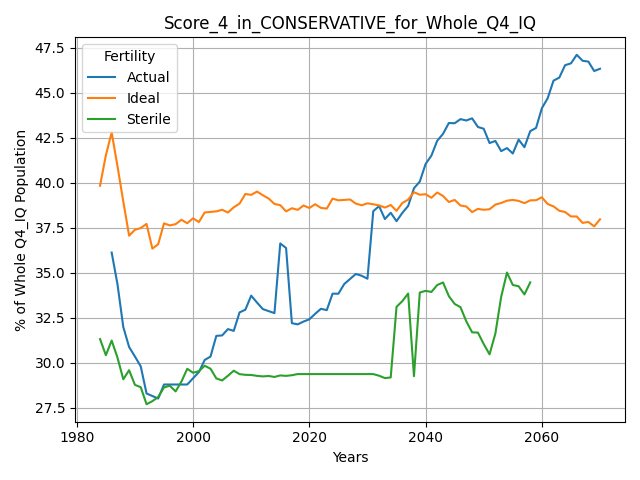 Score_4_in_CONSERVATIVE_for_Whole_Q4_IQ
% of Whole Q4_IQ Population
47.5
45.0
42.5
40.0
37.5
35.0
32.5
30.0
27.5
Fertility
Actual
Ideal
Sterile
1980
2000
2020
2040
2060
Years